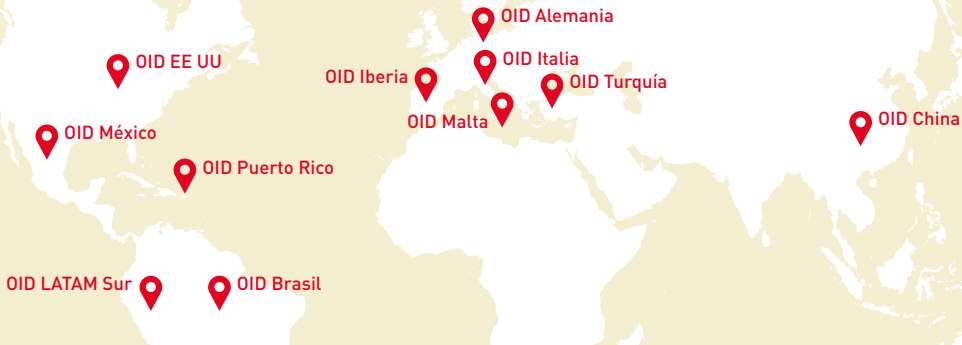 OID Alemania
OID EE UU
OID Italia
OID Iberia
OID Turquía
OID Malta
OID China
OID México
OID Puerto Rico
OID LATAM Sur
OID Brasil